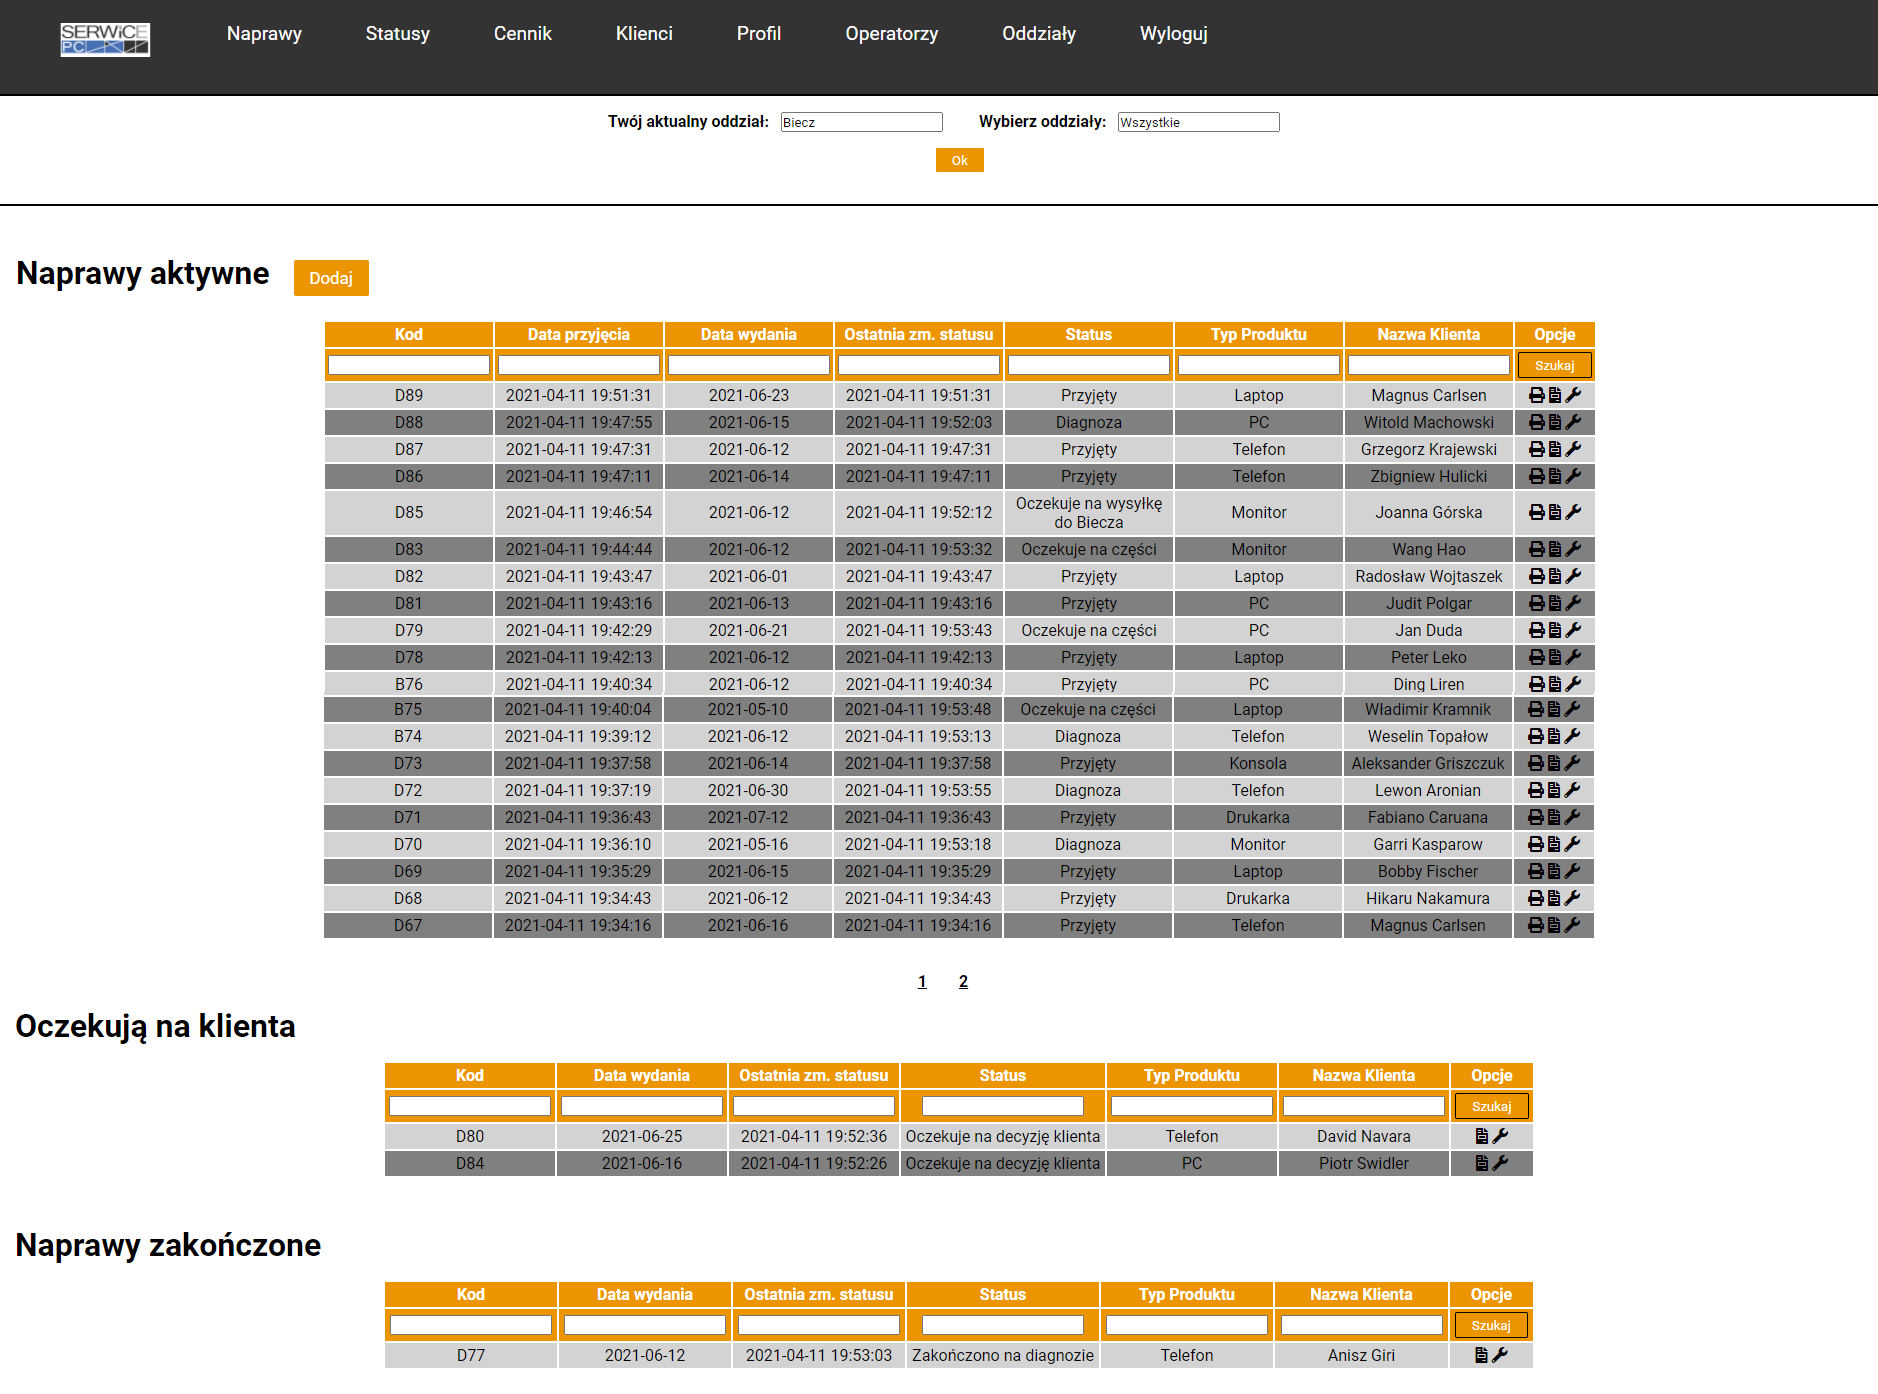 SERWiCE
PC
Naprawy Statusy Cennik Klienci Profil Operatorzy Oddziały Wyloguj
Twój aktualny oddział: Biecz Wybierz oddziały: Wszystkie
Ok
Naprawy aktywne Dodaj
Kod Data przyjęcia Data wydania Ostatnia zm. statusu Status Typ Produktu Nazwa Klienta Opcje
Szukaj
D89 2021-04-11 19:51:31 2021-06-23 2021-04-11 19:51:31 Przyjęty Laptop Magnus Carlsen
D88 2021-04-11 19:47:55 2021-06-15 2021-04-11 19:52:03 Diagnoza PC Witold Machowski
D87 2021-04-11 19:47:31 2021-06-12 2021-04-11 19:47:31 Przyjęty Telefon Grzegorz Krajewski
D86 2021-04-11 19:47:11 2021-06-14 2021-04-11 19:47:11 Przyjęty Telefon Zbigniew Hulicki
D85 2021-04-11 19:46:54 2021-06-12 2021-04-11 19:52:12 Oczekuje na wysyłkę do Biecza Monitor Joanna Górska
D83 2021-04-11 19:44:44 2021-06-12 2021-04-11 19:53:32 Oczekuje na części Monitor Wang Hao
D82 2021-04-11 19:43:47 2021-06-01 2021-04-11 19:43:47 Przyjęty Laptop Radosław Wojtaszek
D81 2021-04-11 19:43:16 2021-06-13 2021-04-11 19:43:16 Przyjęty PC Judit Polgar
D79 2021-04-11 19:42:29 2021-06-21 2021-04-11 19:53:43 Oczekuje na części PC Jan Duda
D78 2021-04-11 19:42:13 2021-06-12 2021-04-11 19:42:13 Przyjęty Laptop Peter Leko
B76 2021-04-11 19:40:34 2021-06-12 2021-04-11 19:40:34 Przyjęty PC Ding Liren
B75 2021-04-11 19:40:04 2021-05-10 2021-04-11 19:53:48 Oczekuje na części Laptop Władimir Kramnik
B74 2021-04-11 19:39:12 2021-06-12 2021-04-11 19:53:13 Diagnoza Telefon Weselin Topałow
D73 2021-04-11 19:37:58 2021-06-14 2021-04-11 19:37:58 Przyjęty Konsola Aleksander Griszczuk
D72 2021-04-11 19:37:19 2021-06-30 2021-04-11 19:53:55 Diagnoza Telefon Lewon Aronian
D71 2021-04-11 19:36:43 2021-07-12 2021-04-11 19:36:43 Przyjęty Drukarka Fabiano Caruana
D70 2021-04-11 19:36:10 2021-05-16 2021-04-11 19:53:18 Diagnoza Monitor Garri Kasparow
D69 2021-04-11 19:35:29 2021-06-15 2021-04-11 19:35:29 Przyjęty Laptop Bobby Fischer
D68 2021-04-11 19:34:43 2021-06-12 2021-04-11 19:34:43 Przyjęty Drukarka Hikaru Nakamura
D67 2021-04-11 19:34:16 2021-06-16 2021-04-11 19:34:16 Przyjęty Telefon Magnus Carlsen
1 2
Oczekują na klienta
Kod Data wydania Ostatnia zm. statusu Status Typ Produktu Nazwa Klienta Opcje
Szukaj
D80 2021-06-25 2021-04-11 19:52:36 Oczekuje na decyzję klienta Telefon David Navara
D84 2021-06-16 2021-04-11 19:52:26 Oczekuje na decyzję klienta PC Piotr Swidler
Naprawy zakończone
Kod Data wydania Ostatnia zm. statusu Status Typ Produktu Nazwa Klienta Opcje
Szukaj
D77 2021-06-12 2021-04-11 19:53:03 Zakończono na diagnozie Telefon Anisz Giri